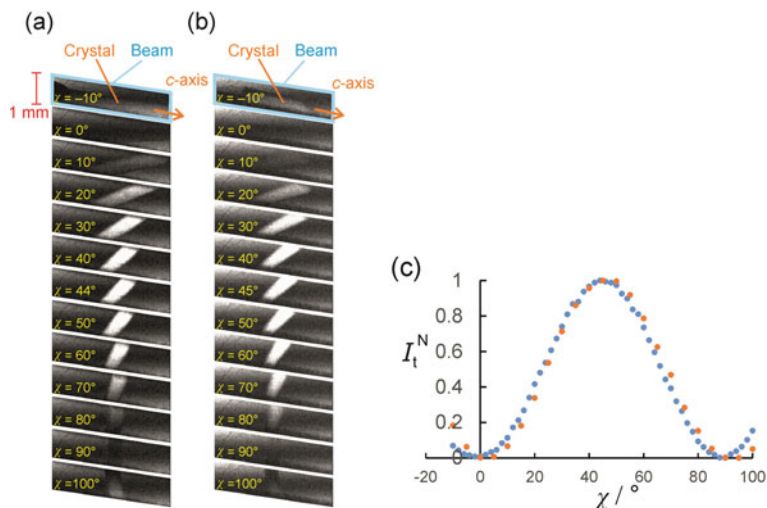 (a)
Crystal Beam
c-axis
1 mm
χ = –10°
χ = 0°
χ = 10°
χ = 20°
χ = 30°
χ = 40°
χ = 44°
χ = 50°
χ = 60°
χ = 70°
χ = 80°
χ = 90°
χ =100°
(b)
Crystal Beam
c-axis
χ = –10°
χ = 0°
χ = 10°
χ = 20°
χ = 30°
χ = 40°
χ = 45°
χ = 50°
χ = 60°
χ = 70°
χ = 80°
χ = 90°
χ =100°
(c)
1
0.8
0.6
0.4
0.2
0
ItN
-20 0 20 40 60 80 100
χ / °